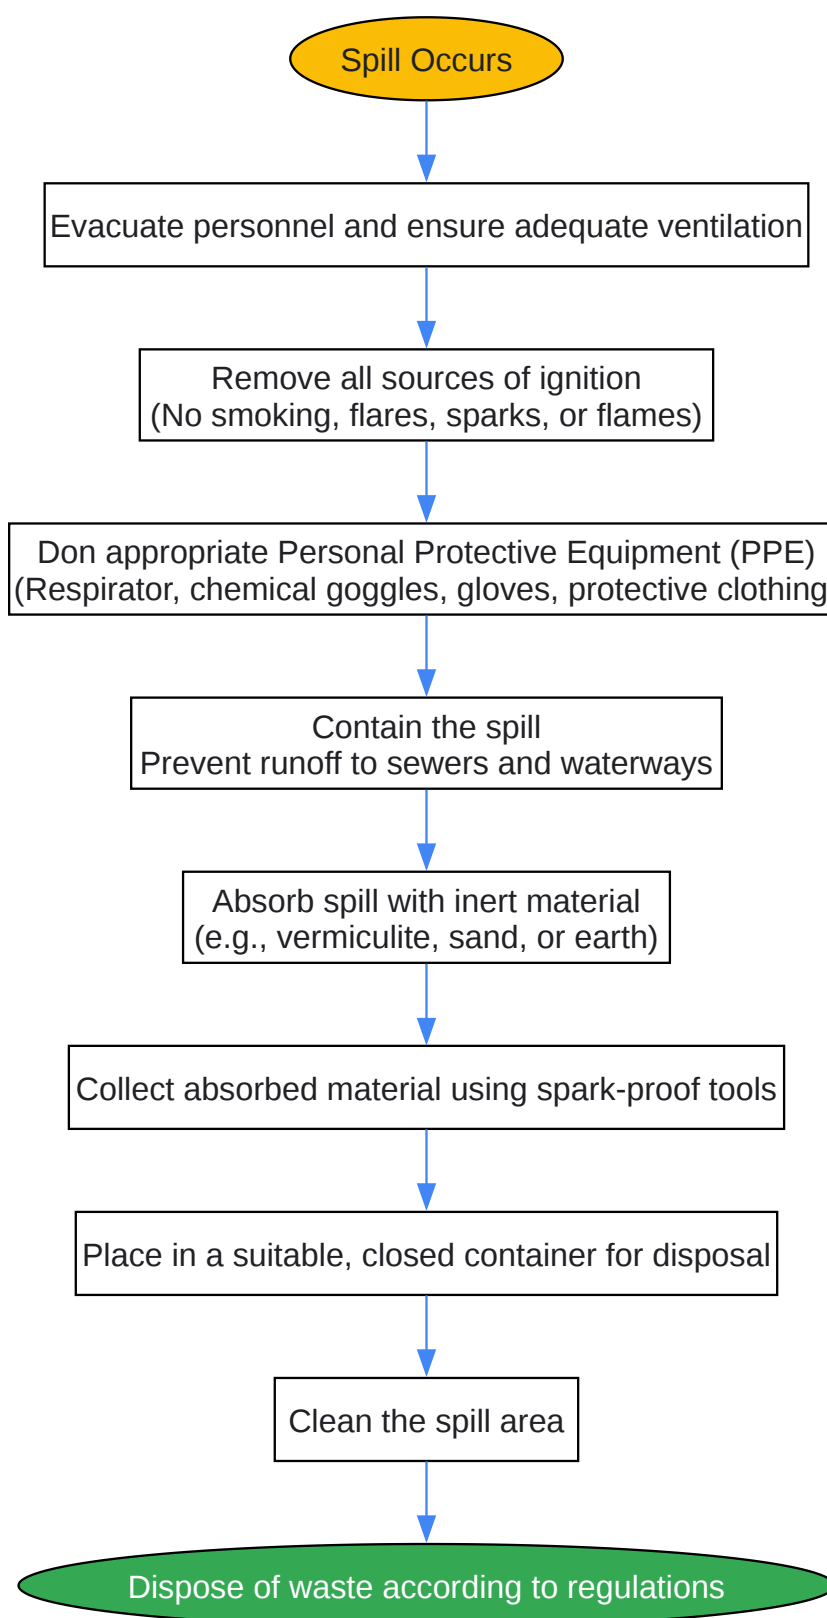 Spill Occurs
Evacuate personnel and ensure adequate ventilation
Remove all sources of ignition
(No smoking, flares, sparks, or flames)
Don appropriate Personal Protective Equipment (PPE)
(Respirator, chemical goggles, gloves, protective clothing
Contain the spill
Prevent runoff to sewers and waterways
Absorb spill with inert material
(e.g., vermiculite, sand, or earth)
Collect absorbed material using spark-proof tools
Place in a suitable, closed container for disposal
Clean the spill area
Dispose of waste according to regulations